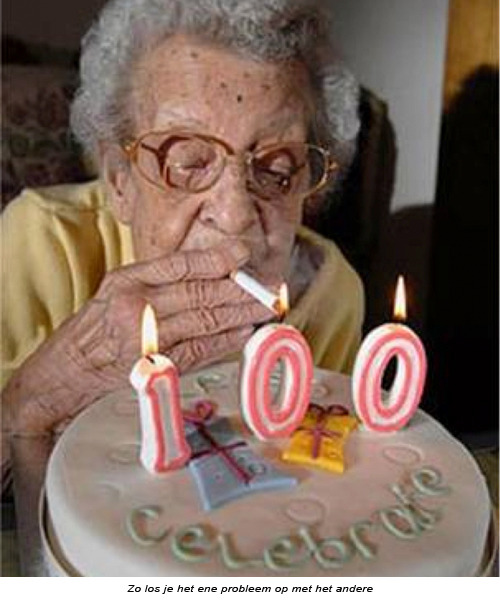 100
Celebrate
Zo los je het ene probleem op met het andere